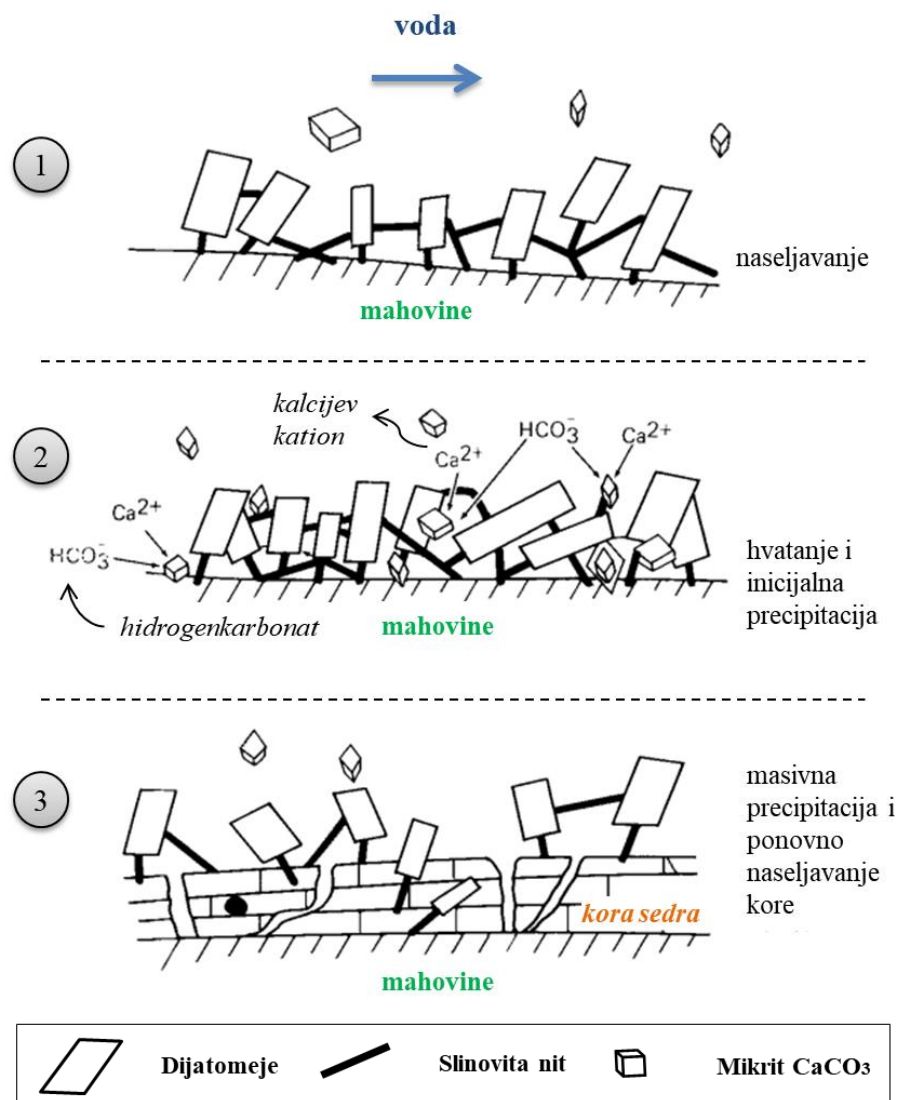 voda
1
naseljavanje
mahovine
2
kalcijev
kation
HCO₃⁻
Ca²⁺
Ca²⁺
Ca²⁺
HCO₃⁻
hvatanje i
inicijalna
precipitacija
hidrogenkarbonat
mahovine
3
masivna
precipitacija i
ponovno
naseljavanje
kore
kora sedra
mahovine
Dijatomeje
Slinovita nit
Mikrit CaCO₃